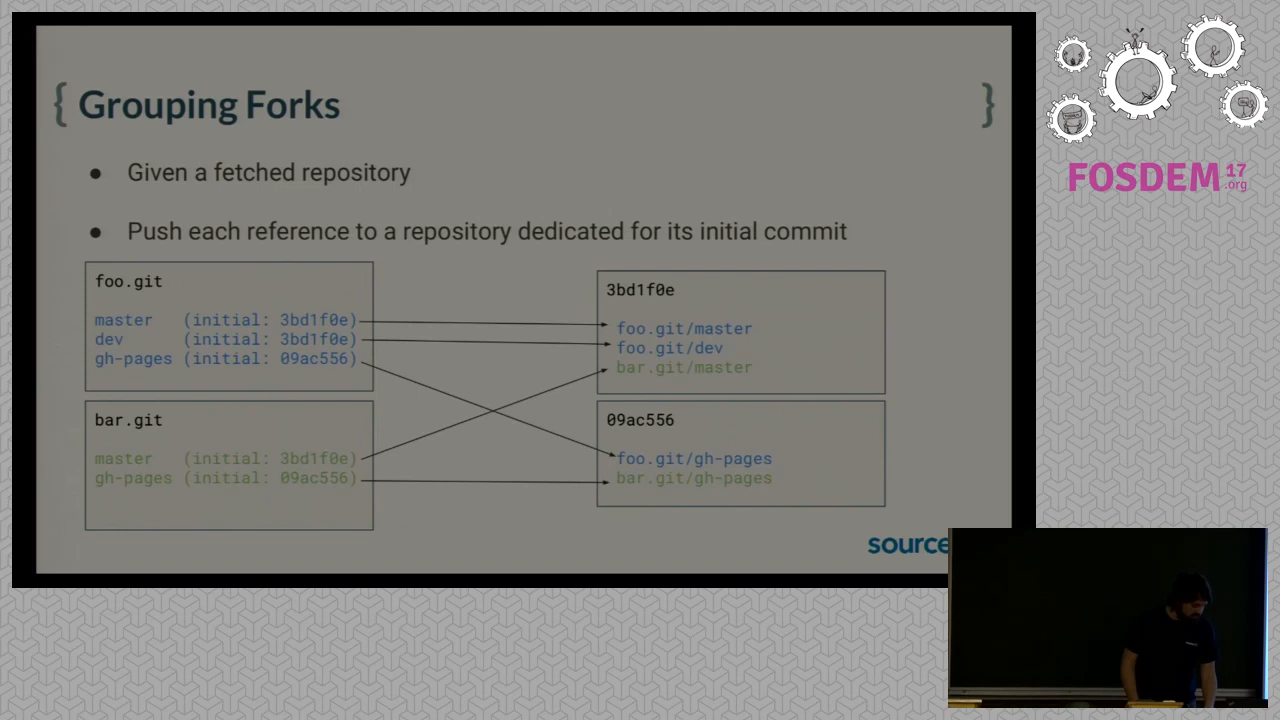 { Grouping Forks }
● Given a fetched repository
● Push each reference to a repository dedicated for its initial commit
foo.git
master (initial: 3bd1f0e)
dev (initial: 3bd1f0e)
gh-pages (initial: 09ac556)
bar.git
master (initial: 3bd1f0e)
gh-pages (initial: 09ac556)
3bd1f0e
foo.git/master
foo.git/dev
bar.git/master
09ac556
foo.git/gh-pages
bar.git/gh-pages
source
FOSDEM 17
.org